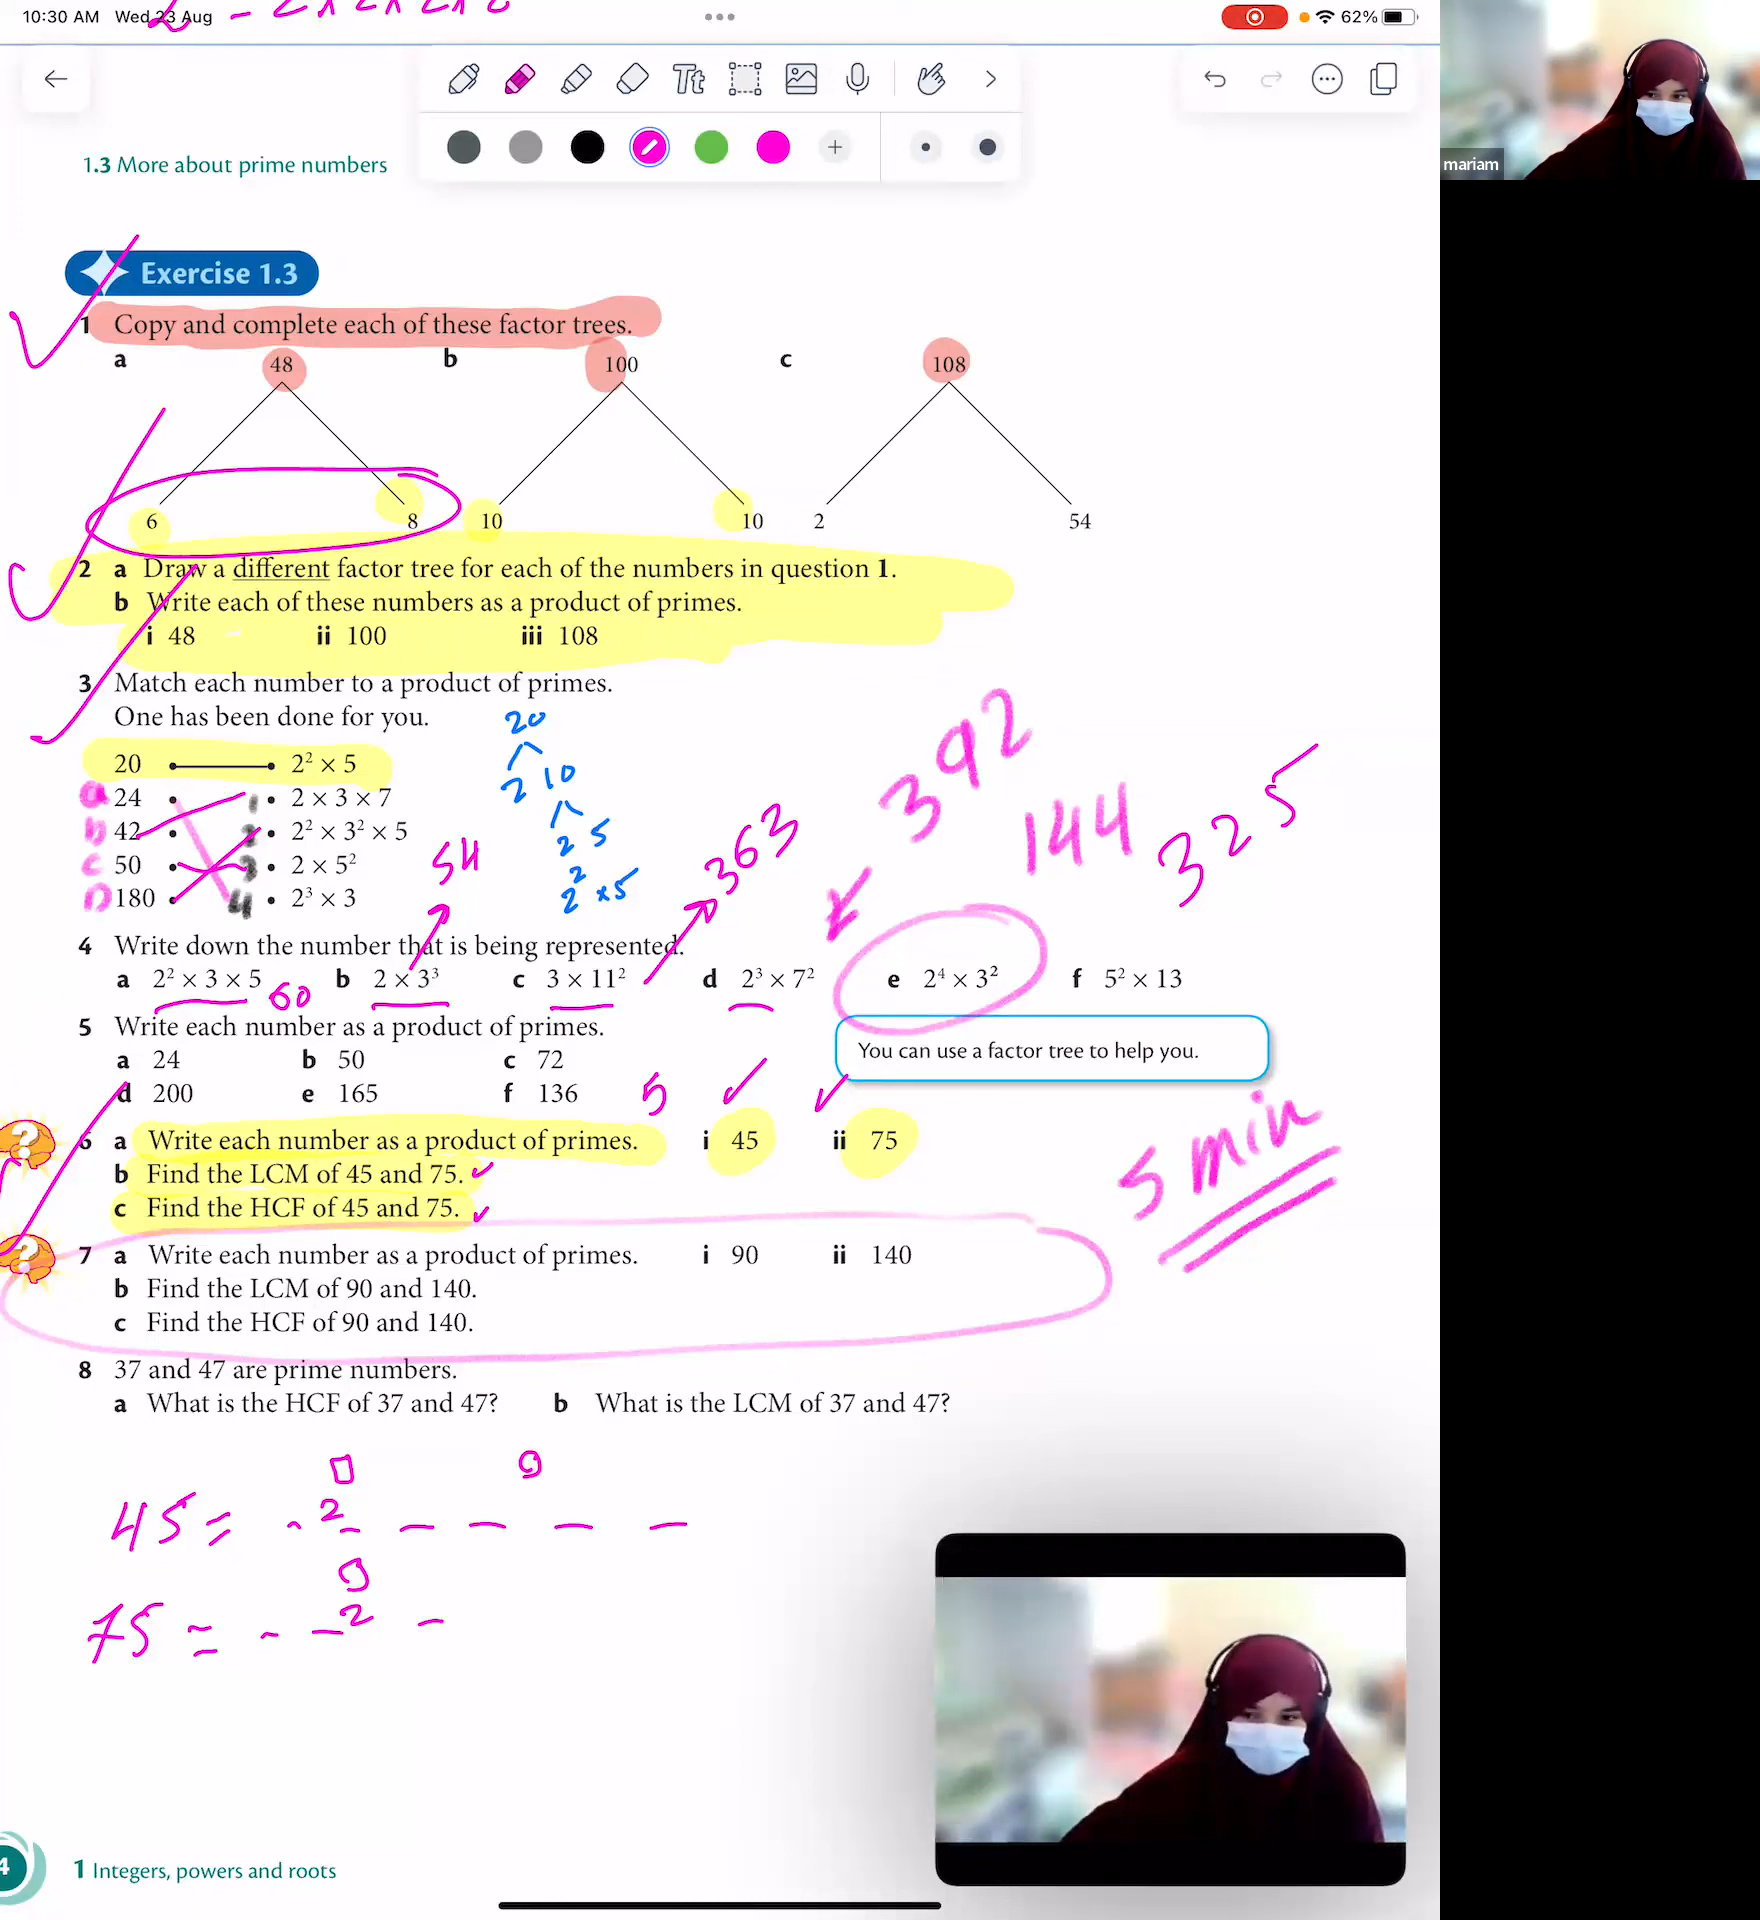 10:30 AM Wed 23 Aug
62%
mariam
1.3 More about prime numbers
Exercise 1.3
1 Copy and complete each of these factor trees.
a 48 b 100 c 108
6 8 10 10 2 54
2 a Draw a different factor tree for each of the numbers in question 1.
b Write each of these numbers as a product of primes.
i 48 ii 100 iii 108
3 Match each number to a product of primes.
One has been done for you.
20 2² × 5
a 24 1 2 × 3 × 7
b 42 2 2² × 3² × 5
c 50 3 2 × 5²
D 180 4 2³ × 3
20
2 10
2 5
2² × 5
54
363
392
144
325
4 Write down the number that is being represented.
a 2² × 3 × 5 60 b 2 × 3³ c 3 × 11² d 2³ × 7² e 2⁴ × 3² f 5² × 13
5 Write each number as a product of primes.
You can use a factor tree to help you.
a 24 b 50 c 72
d 200 e 165 f 136
5
6 a Write each number as a product of primes. i 45 ii 75
b Find the LCM of 45 and 75.
c Find the HCF of 45 and 75.
5 min
7 a Write each number as a product of primes. i 90 ii 140
b Find the LCM of 90 and 140.
c Find the HCF of 90 and 140.
8 37 and 47 are prime numbers.
a What is the HCF of 37 and 47? b What is the LCM of 37 and 47?
45 = - 2 - - - - -
75 = - - 2 -
4 1 Integers, powers and roots